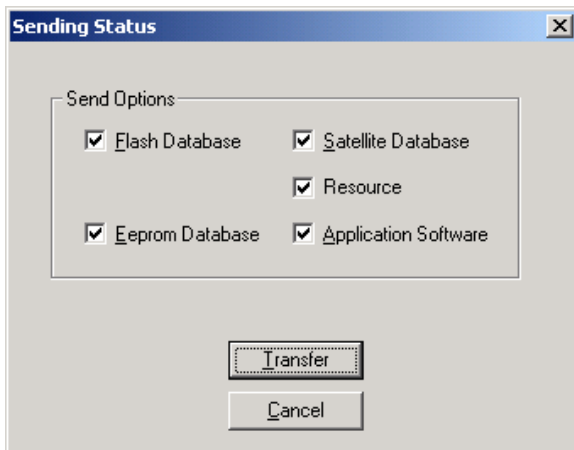 Sending Status
Send Options
Flash Database Satellite Database
Resource
Eeprom Database Application Software
Transfer
Cancel